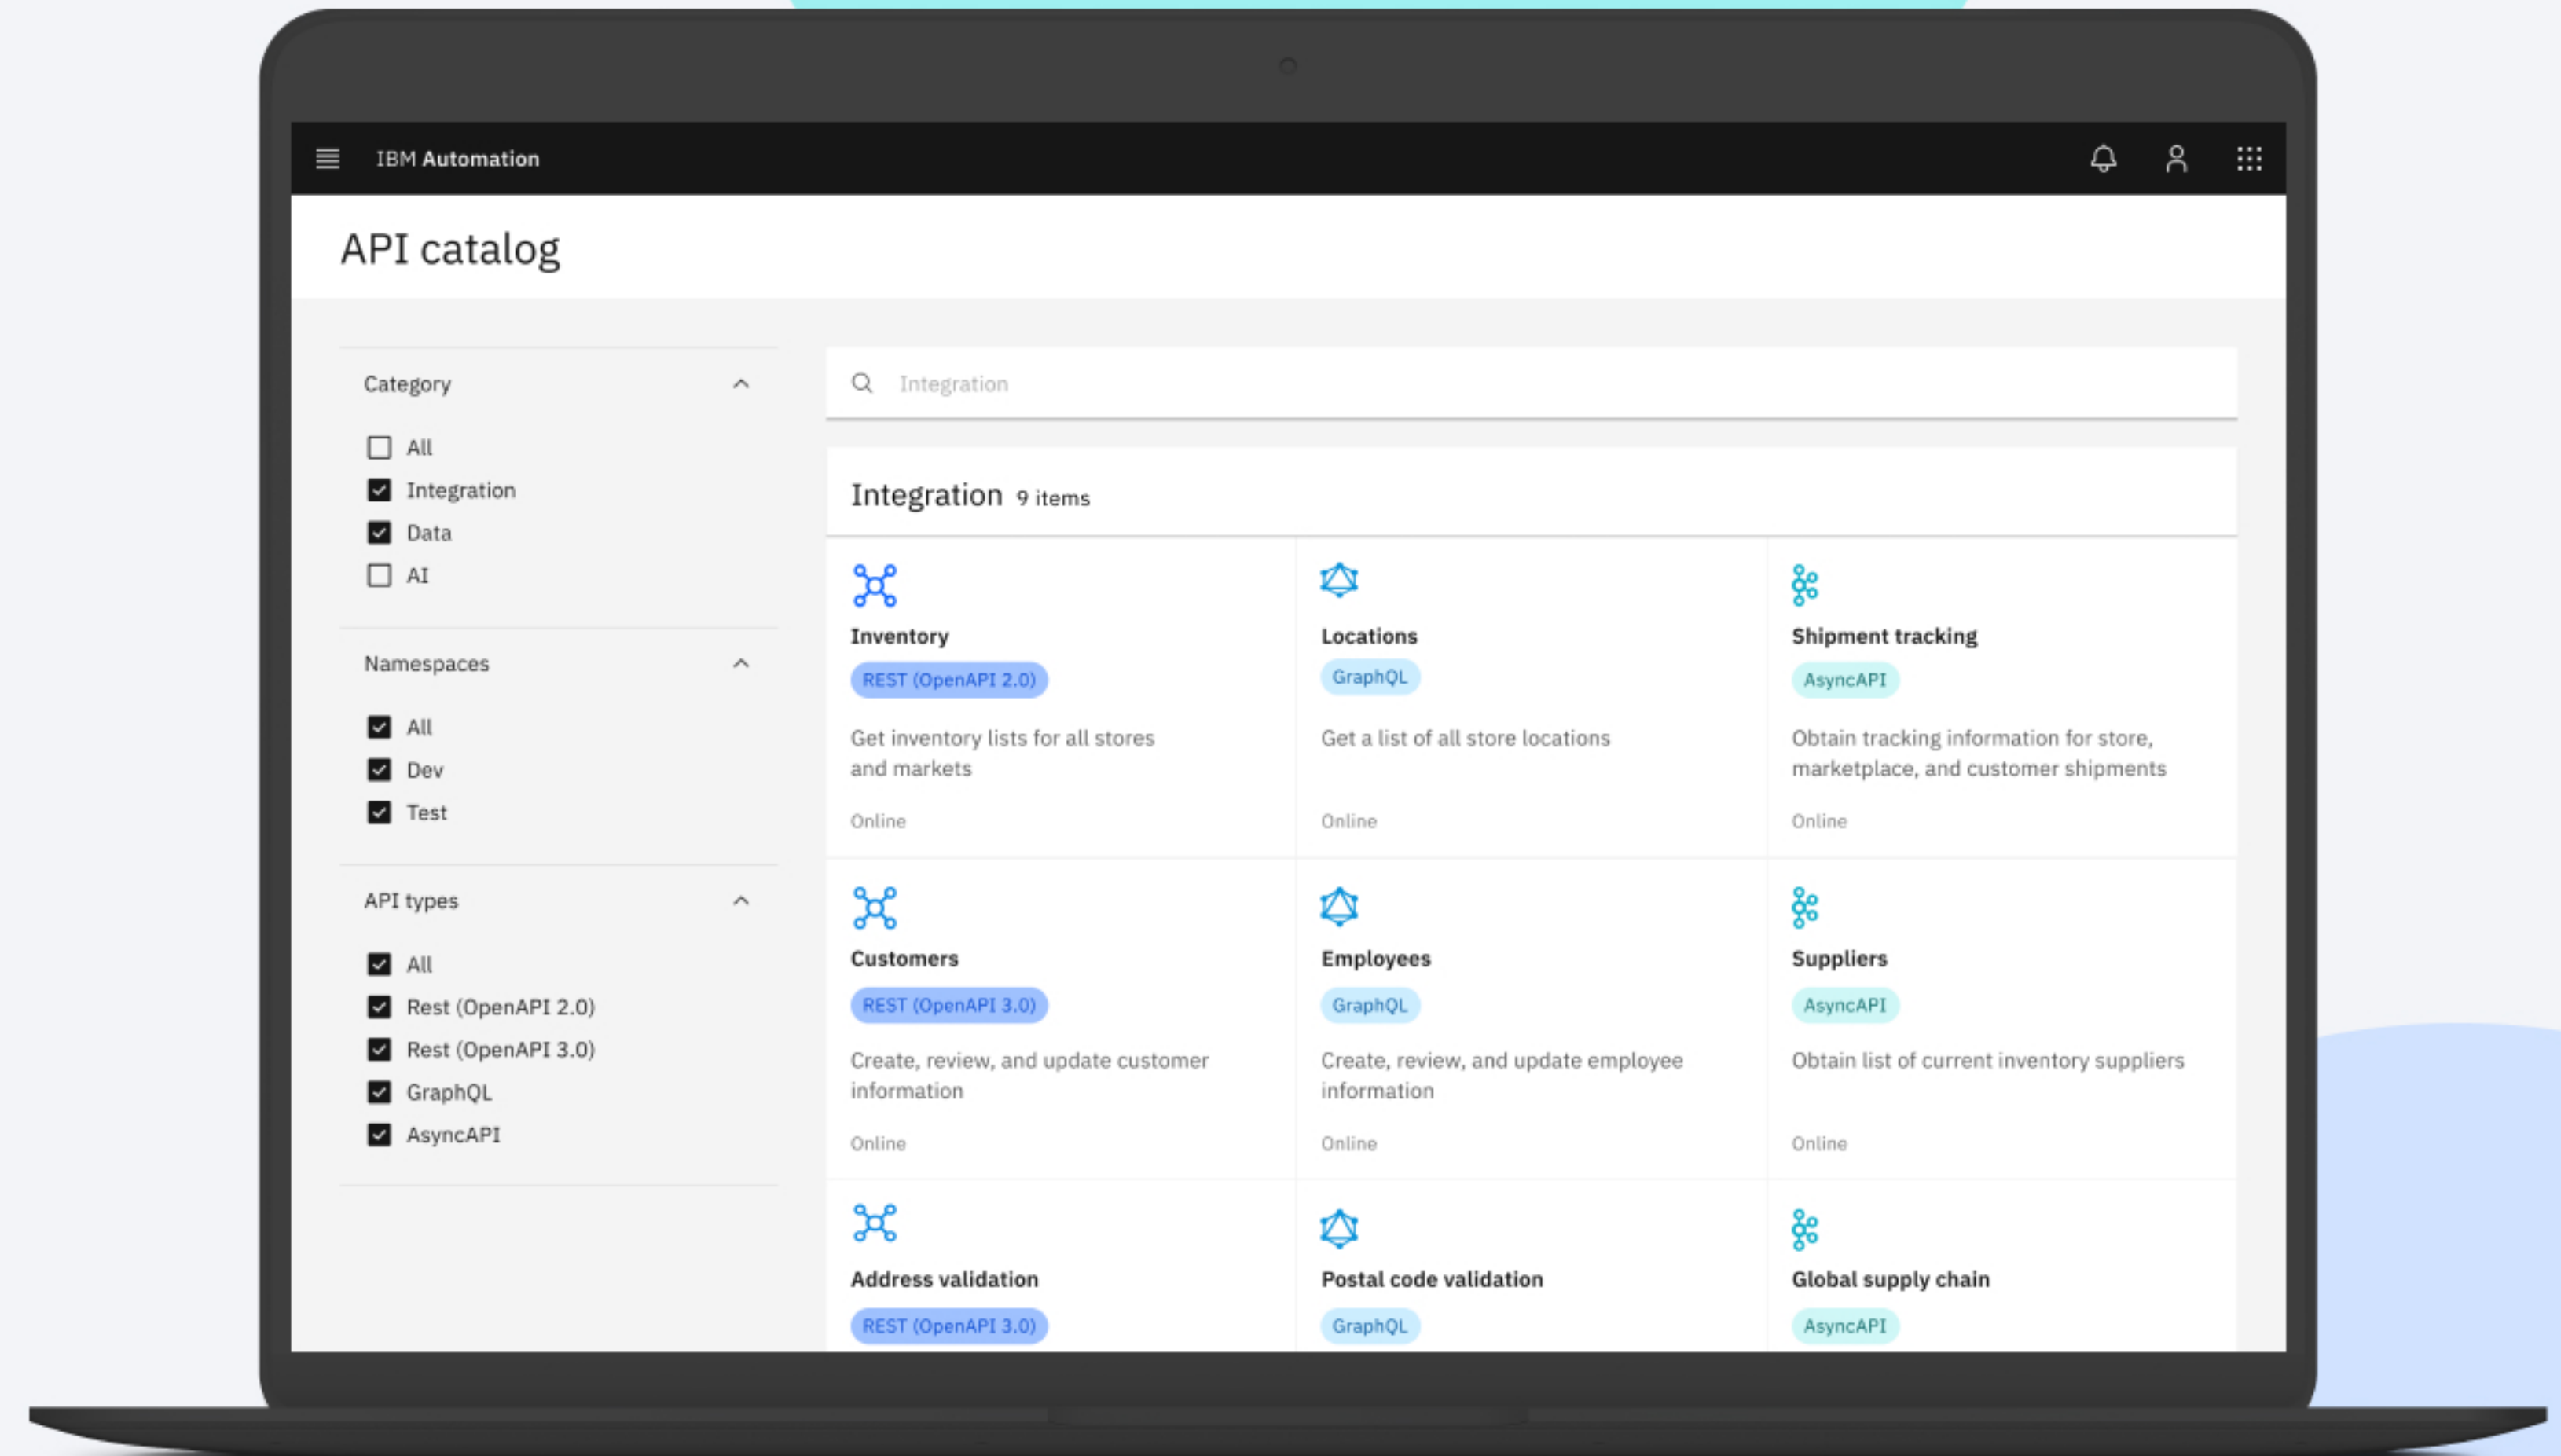 IBM Automation
API catalog
Category
All
Integration
Data
AI
Namespaces
All
Dev
Test
API types
All
Rest (OpenAPI 2.0)
Rest (OpenAPI 3.0)
GraphQL
AsyncAPI
Integration
Integration 9 items
Inventory
REST (OpenAPI 2.0)
Get inventory lists for all stores
and markets
Online
Locations
GraphQL
Get a list of all store locations
Online
Shipment tracking
AsyncAPI
Obtain tracking information for store,
marketplace, and customer shipments
Online
Customers
REST (OpenAPI 3.0)
Create, review, and update customer
information
Online
Employees
GraphQL
Create, review, and update employee
information
Online
Suppliers
AsyncAPI
Obtain list of current inventory suppliers
Online
Address validation
REST (OpenAPI 3.0)
Postal code validation
GraphQL
Global supply chain
AsyncAPI